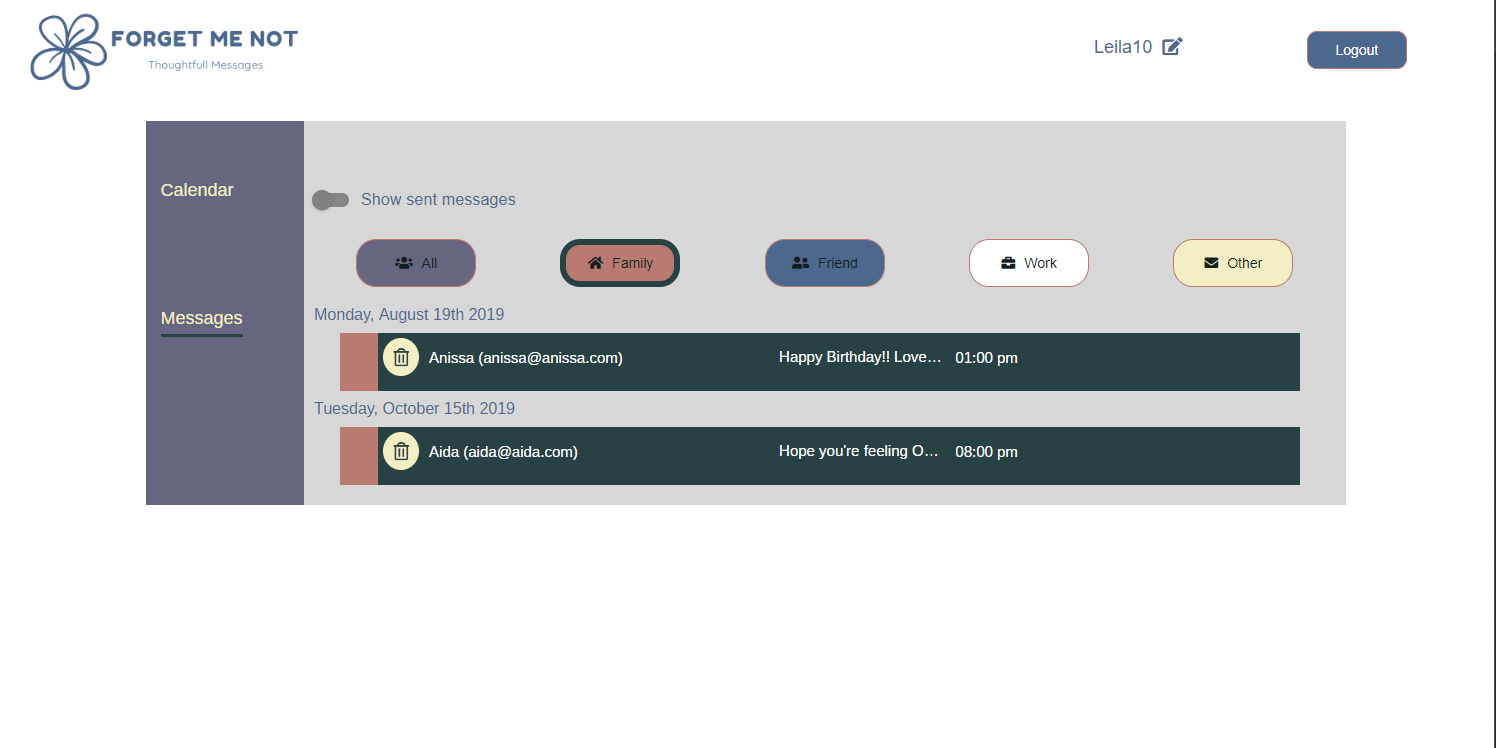 FORGET ME NOT
Thoughtfull Messages
Leila10
Logout
Calendar
Messages
Show sent messages
All
Family
Friend
Work
Other
Monday, August 19th 2019
Anissa (anissa@anissa.com) Happy Birthday!! Love... 01:00 pm
Tuesday, October 15th 2019
Aida (aida@aida.com) Hope you're feeling O... 08:00 pm